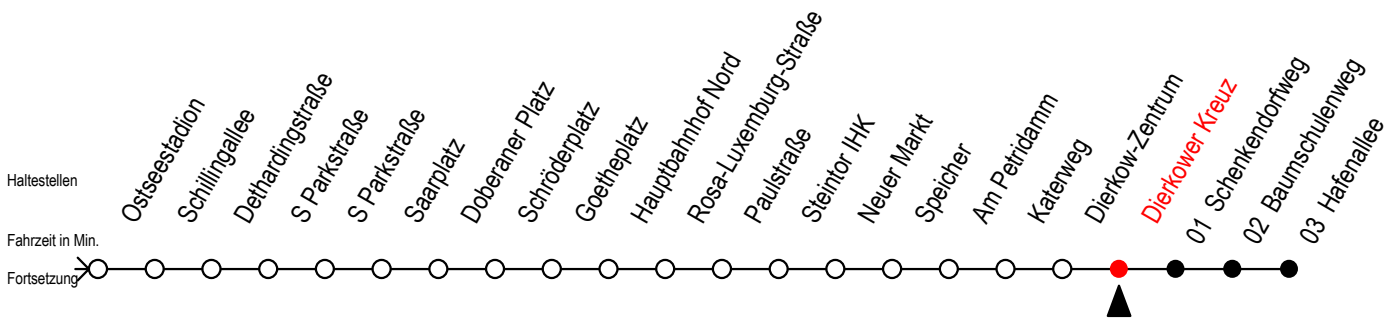 Haltestellen
Fahrzeit in Min.
Fortsetzung
Ostseestadion
Schillingallee
Dethardingstraße
S Parkstraße
S Parkstraße
Saarplatz
Doberaner Platz
Schröderplatz
Goetheplatz
Hauptbahnhof Nord
Rosa-Luxemburg-Straße
Paulstraße
Steintor IHK
Neuer Markt
Speicher
Am Petridamm
Katerweg
Dierkow-Zentrum
Dierkower Kreuz
01 Schenkendorfweg
02 Baumschulenweg
03 Hafenallee